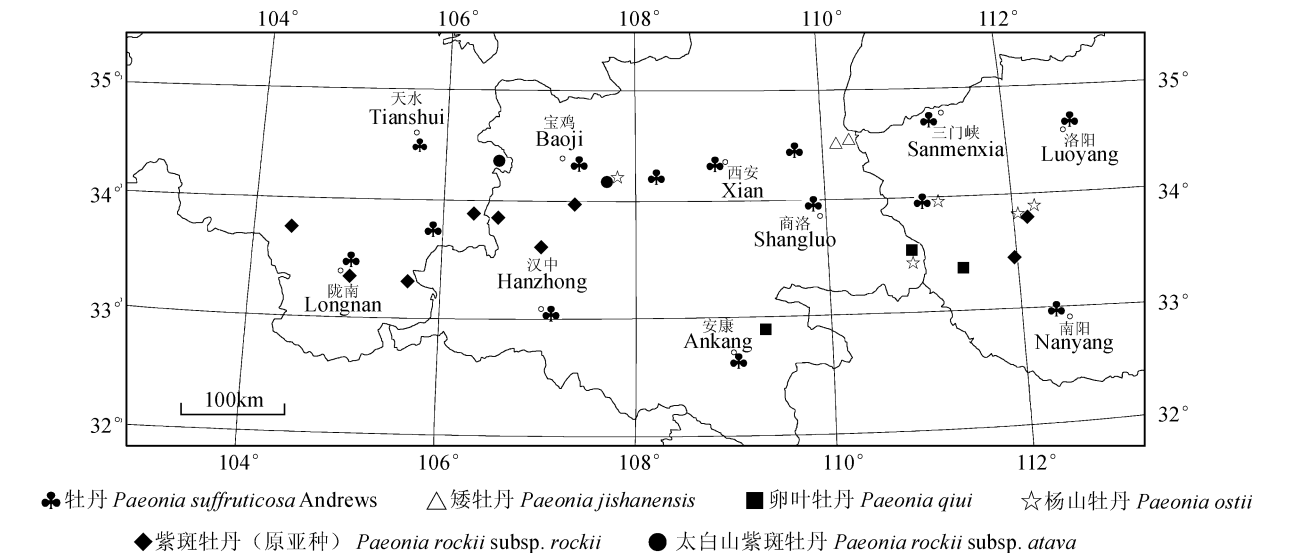 104° 106° 108° 110° 112°
35° 35°
天水
Tianshui
宝鸡
Baoji
三门峡
Sanmenxia
洛阳
Luoyang
34° 34°
西安
Xian
商洛
Shangluo
汉中
Hanzhong
陇南
Longnan
33° 33°
安康
Ankang
南阳
Nanyang
100km
32° 32°
104° 106° 108° 110° 112°
牡丹 Paeonia suffruticosa Andrews 矮牡丹 Paeonia jishanensis 卵叶牡丹 Paeonia qiui 杨山牡丹 Paeonia ostii
紫斑牡丹（原亚种） Paeonia rockii subsp. rockii 太白山紫斑牡丹 Paeonia rockii subsp. atava